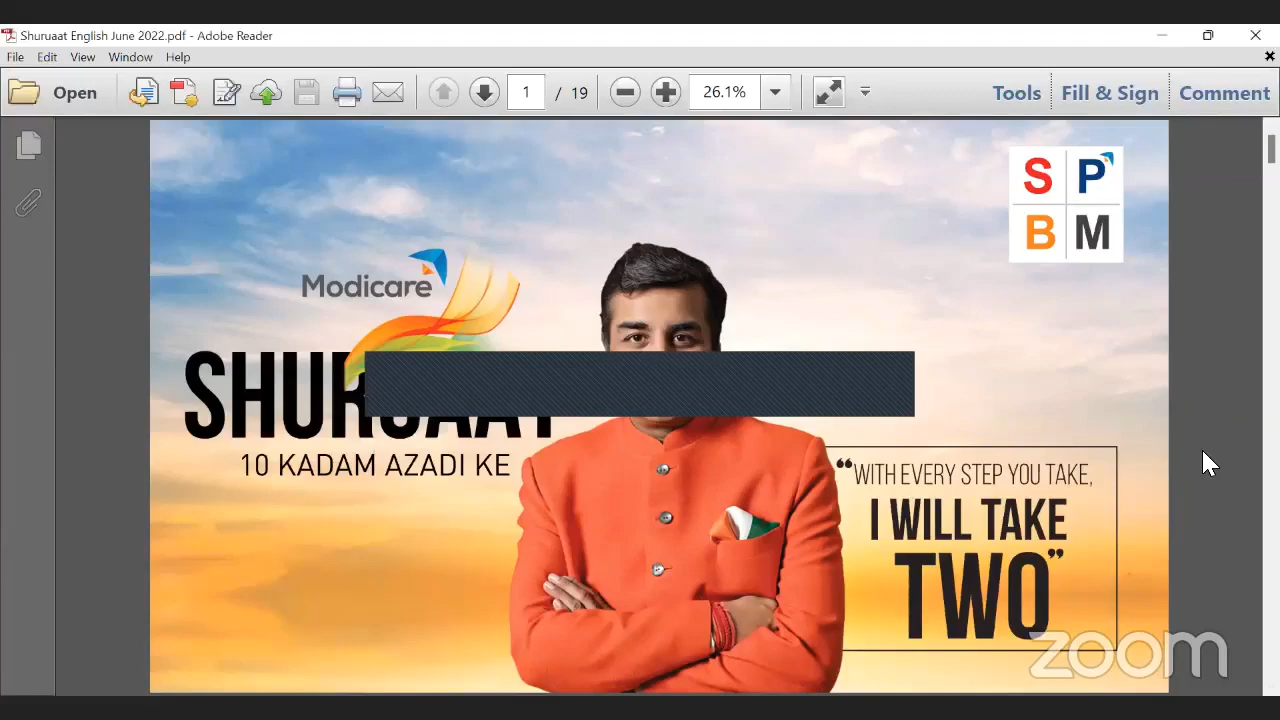 Shuruaat English June 2022.pdf - Adobe Reader
File Edit View Window Help
Open 1 / 19 26.1% Tools Fill & Sign Comment
S P
B M
Modicare
10 KADAM AZADI KE
“WITH EVERY STEP YOU TAKE,
I WILL TAKE
TWO”
zoom